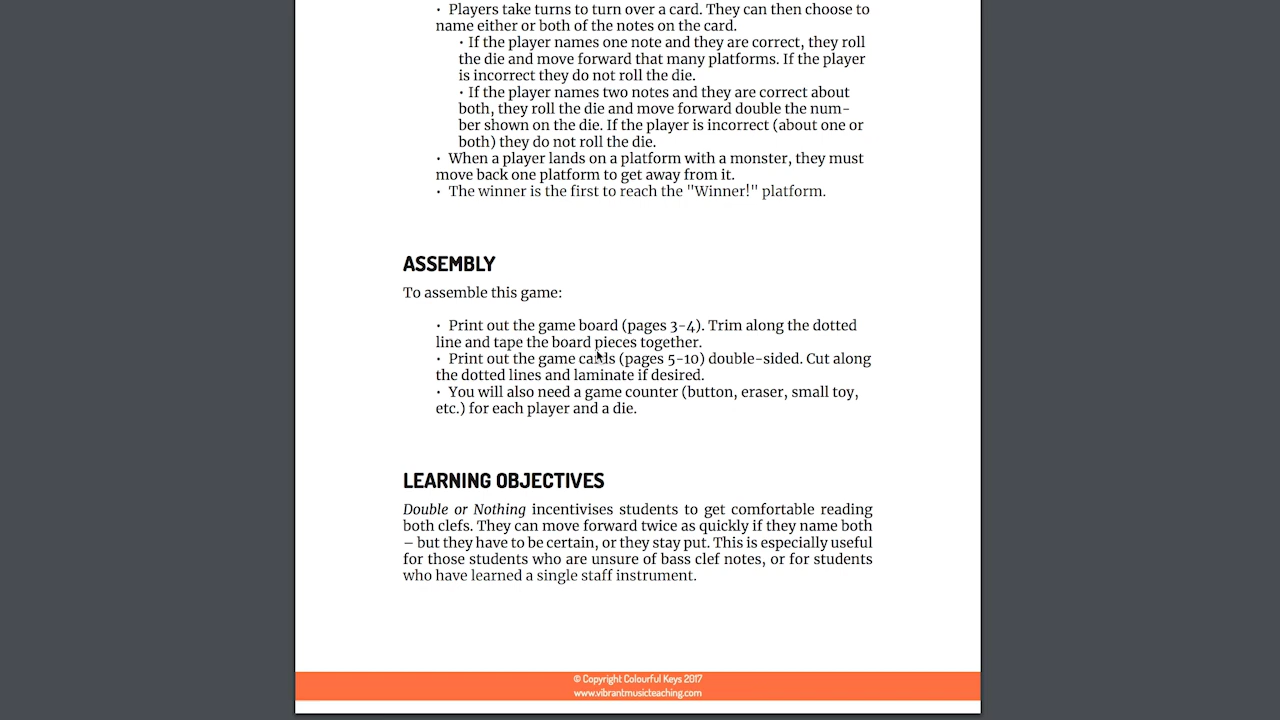 • Players take turns to turn over a card. They can then choose to
name either or both of the notes on the card.
• If the player names one note and they are correct, they roll
the die and move forward that many platforms. If the player
is incorrect they do not roll the die.
• If the player names two notes and they are correct about
both, they roll the die and move forward double the num-
ber shown on the die. If the player is incorrect (about one or
both) they do not roll the die.
• When a player lands on a platform with a monster, they must
move back one platform to get away from it.
• The winner is the first to reach the "Winner!" platform.
ASSEMBLY
To assemble this game:
• Print out the game board (pages 3-4). Trim along the dotted
line and tape the board pieces together.
• Print out the game cards (pages 5-10) double-sided. Cut along
the dotted lines and laminate if desired.
• You will also need a game counter (button, eraser, small toy,
etc.) for each player and a die.
LEARNING OBJECTIVES
Double or Nothing incentivises students to get comfortable reading
both clefs. They can move forward twice as quickly if they name both
– but they have to be certain, or they stay put. This is especially useful
for those students who are unsure of bass clef notes, or for students
who have learned a single staff instrument.
© Copyright Colourful Keys 2017
www.vibrantmusicteaching.com